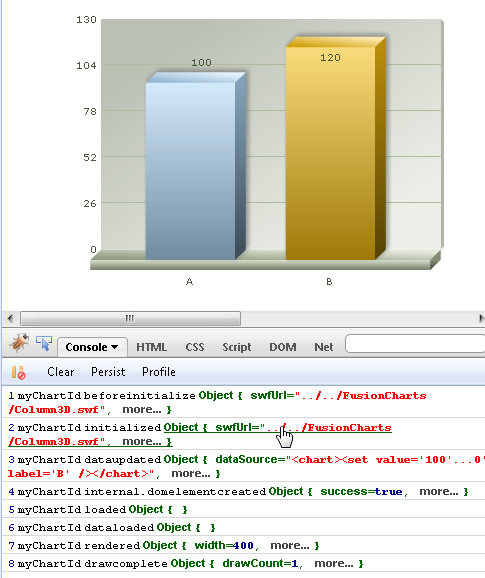 130
100
120
104
78
52
26
0
A B
Console HTML CSS Script DOM Net
Clear Persist Profile
1 myChartId beforeinitialize Object { swfUrl="../../FusionCharts
/Column3D.swf", more... }
2 myChartId initialized Object { swfUrl="../../FusionCharts
/Column3D.swf", more... }
3 myChartId dataupdated Object { dataSource="<chart><set value='100'...0'
label='B' /></chart>", more... }
4 myChartId internal.domelementcreated Object { success=true, more... }
5 myChartId loaded Object { }
6 myChartId dataloaded Object { }
7 myChartId rendered Object { width=400, more... }
8 myChartId drawcomplete Object { drawCount=1, more... }